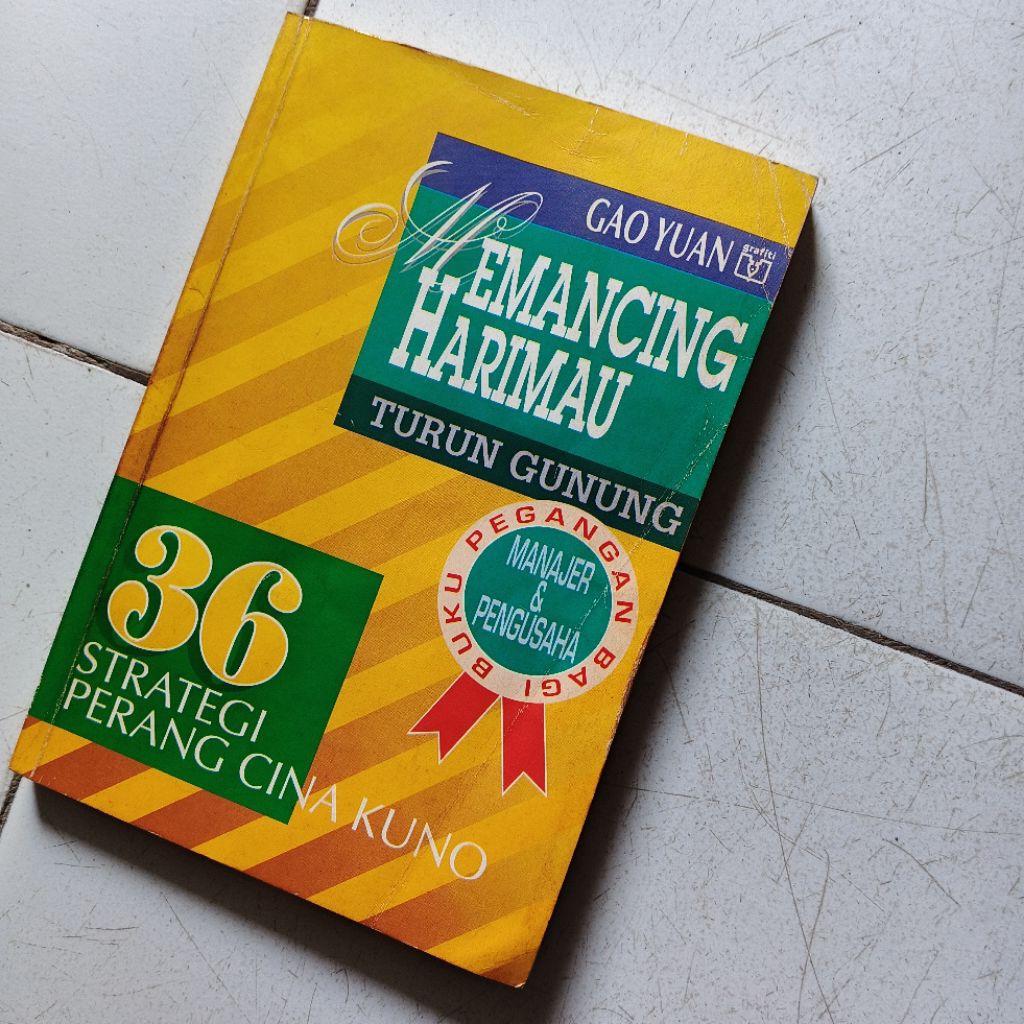 GAO YUAN
grafiti
MEMANCING
HARIMAU
TURUN GUNUNG
BUKU PEGANGAN BAGI
MANAJER
&
PENGUSAHA
36
STRATEGI
PERANG CINA KUNO